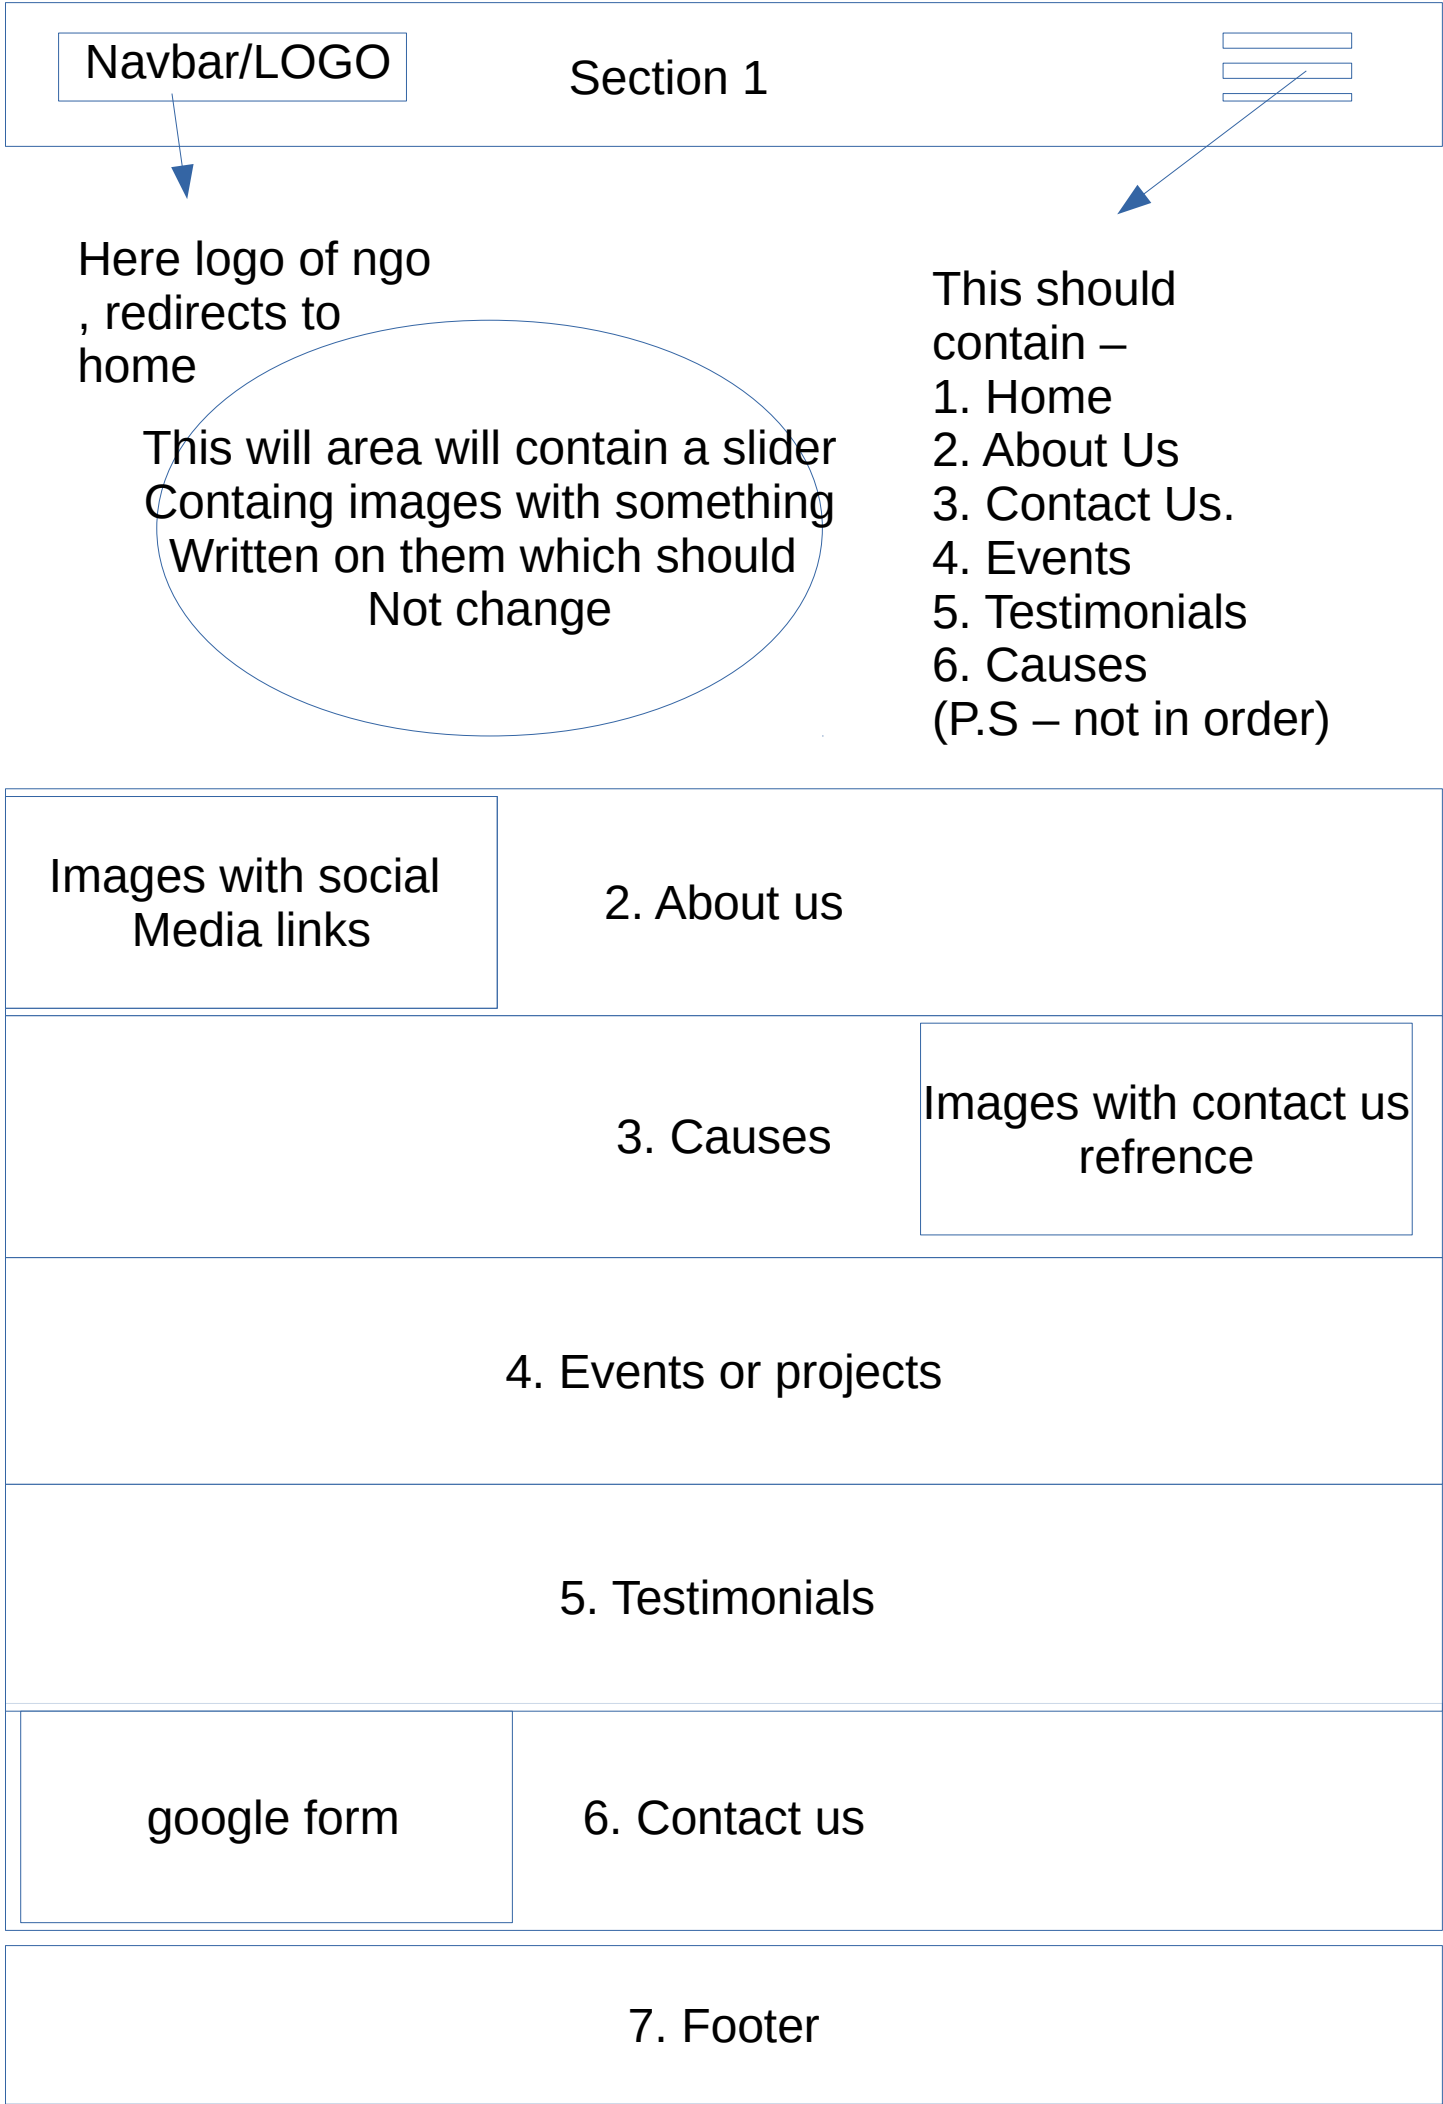 Navbar/LOGO
Section 1
Here logo of ngo
, redirects to
home
This will area will contain a slider
Containg images with something
Written on them which should
Not change
This should
contain –
1. Home
2. About Us
3. Contact Us.
4. Events
5. Testimonials
6. Causes
(P.S – not in order)
Images with social
Media links
2. About us
3. Causes
Images with contact us
refrence
4. Events or projects
5. Testimonials
google form
6. Contact us
7. Footer